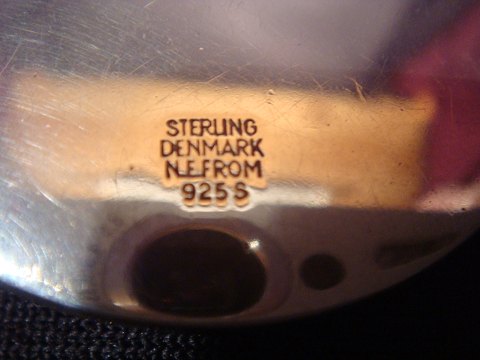 STERLING
DENMARK
N.E.FROM
925 S